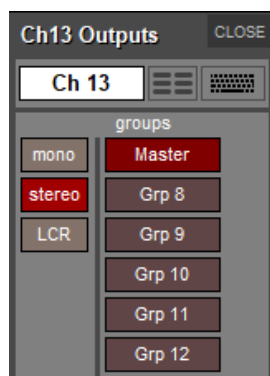 Ch13 Outputs CLOSE
Ch 13
groups
mono Master
stereo Grp 8
LCR Grp 9
Grp 10
Grp 11
Grp 12